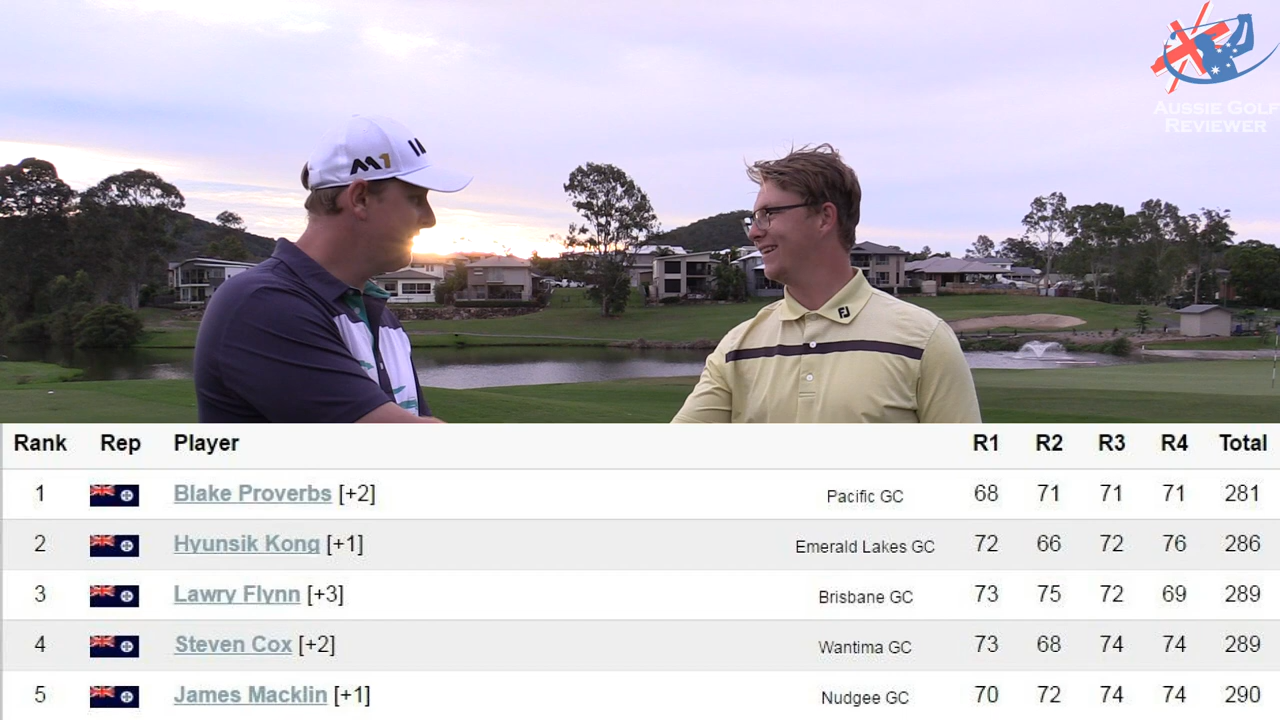 AUSSIE GOLF
REVIEWER
M1
FJ
Rank Rep Player R1 R2 R3 R4 Total
1 Blake Proverbs [+2] Pacific GC 68 71 71 71 281
2 Hyunsik Kong [+1] Emerald Lakes GC 72 66 72 76 286
3 Lawry Flynn [+3] Brisbane GC 73 75 72 69 289
4 Steven Cox [+2] Wantima GC 73 68 74 74 289
5 James Macklin [+1] Nudgee GC 70 72 74 74 290